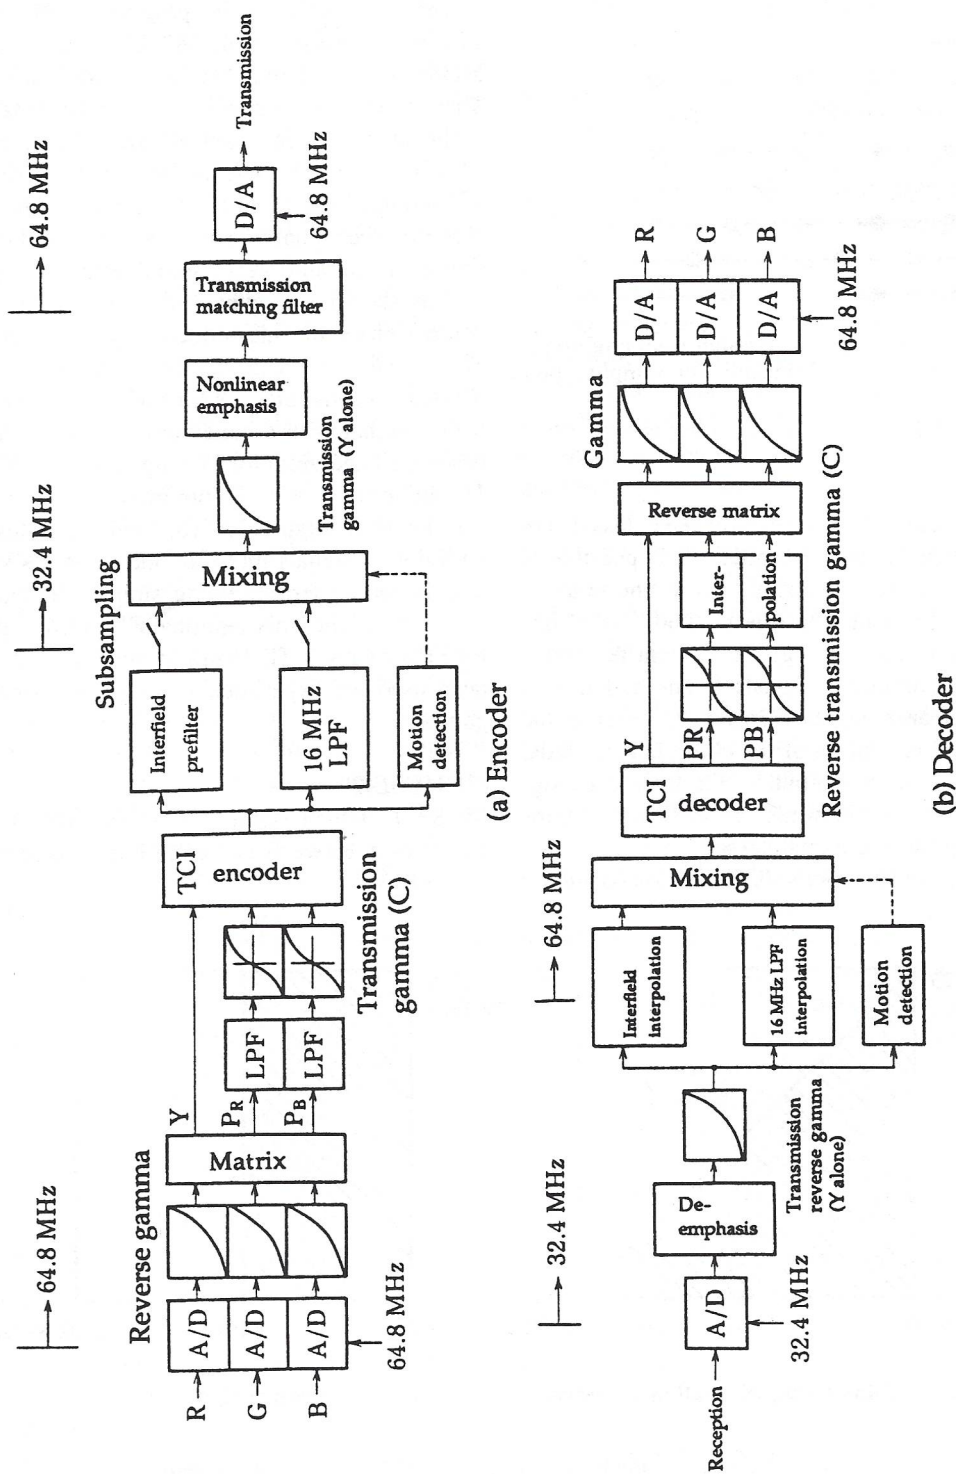 64.8 MHz
32.4 MHz
64.8 MHz
Reverse gamma
R
G
B
A/D
A/D
A/D
64.8 MHz
Matrix
Y
P_R
P_B
LPF
LPF
Transmission
gamma (C)
TCI
encoder
Interfield
prefilter
16 MHz
LPF
Motion
detection
Subsampling
Mixing
Transmission
gamma (Y alone)
Nonlinear
emphasis
Transmission
matching filter
D/A
64.8 MHz
Transmission
(a) Encoder
32.4 MHz
64.8 MHz
Reception
A/D
32.4 MHz
De-
emphasis
Transmission
reverse gamma
(Y alone)
Interfield
interpolation
16 MHz LPF
interpolation
Motion
detection
Mixing
TCI
decoder
Y
PR
PB
Reverse transmission gamma (C)
Inter-
polation
Reverse matrix
Gamma
D/A
D/A
D/A
64.8 MHz
R
G
B
(b) Decoder